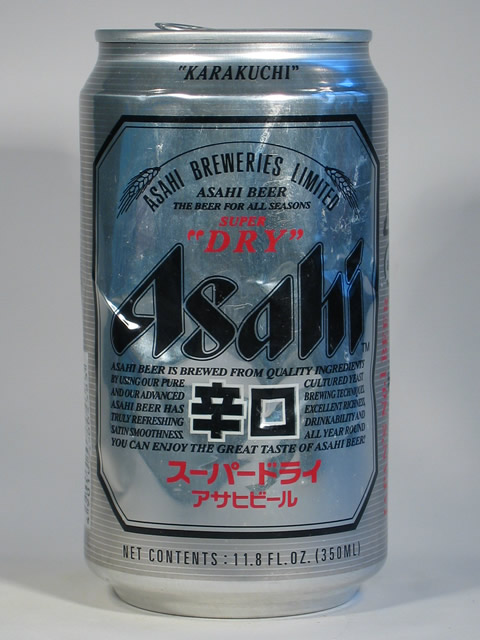 "KARAKUCHI"
ASAHI BREWERIES LIMITED
ASAHI BEER
THE BEER FOR ALL SEASONS
SUPER
"DRY"
Asahi
TM
ASAHI BEER IS BREWED FROM QUALITY INGREDIENTS
BY USING OUR PURE CULTURED YEAST
AND OUR ADVANCED BREWING TECHNIQUE.
ASAHI BEER HAS EXCELLENT RICHNESS,
TRULY REFRESHING DRINKABILITY AND
SATIN SMOOTHNESS. ALL YEAR ROUND
辛口
YOU CAN ENJOY THE GREAT TASTE OF ASAHI BEER!
スーパードライ
アサヒビール
NET CONTENTS: 11.8 FL.OZ. (350ML)